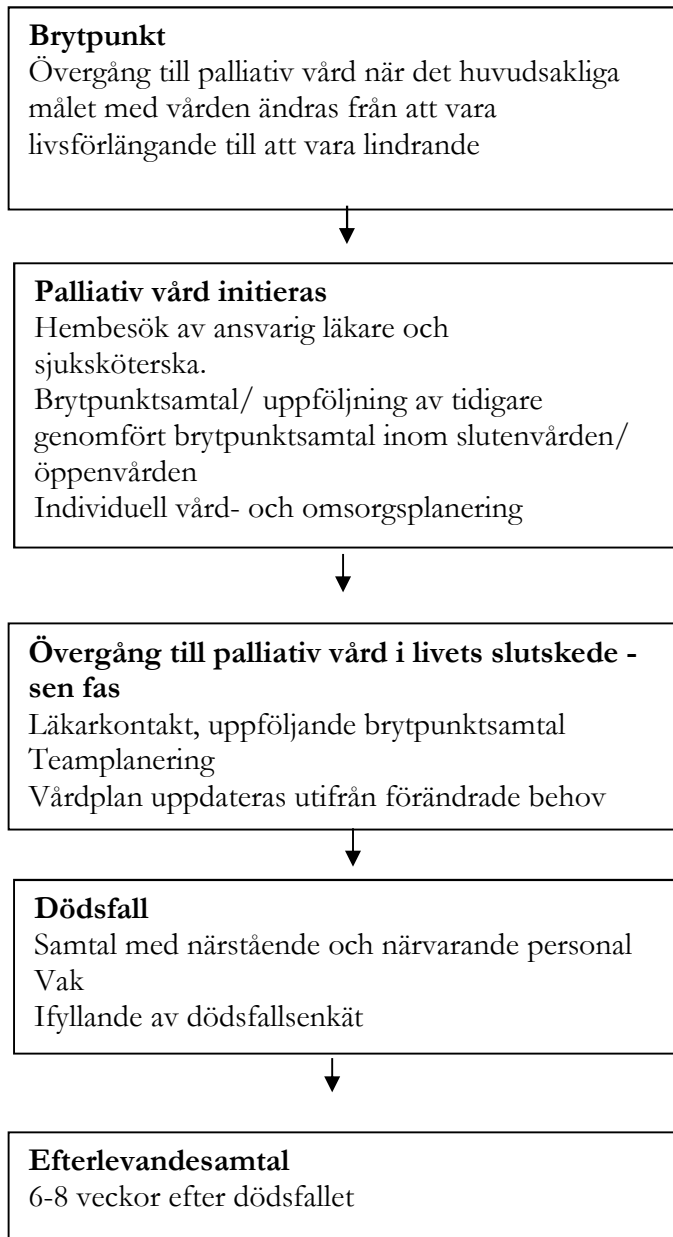 Brytpunkt
Övergång till palliativ vård när det huvudsakliga
målet med vården ändras från att vara
livsförlängande till att vara lindrande
Palliativ vård initieras
Hembesök av ansvarig läkare och
sjuksköterska.
Brytpunktsamtal/ uppföljning av tidigare
genomfört brytpunktsamtal inom slutenvården/
öppenvården
Individuell vård- och omsorgsplanering
Övergång till palliativ vård i livets slutskede -
sen fas
Läkarkontakt, uppföljande brytpunktsamtal
Teamplanering
Vårdplan uppdateras utifrån förändrade behov
Dödsfall
Samtal med närstående och närvarande personal
Vak
Ifyllande av dödsfallsenkät
Efterlevandesamtal
6-8 veckor efter dödsfallet